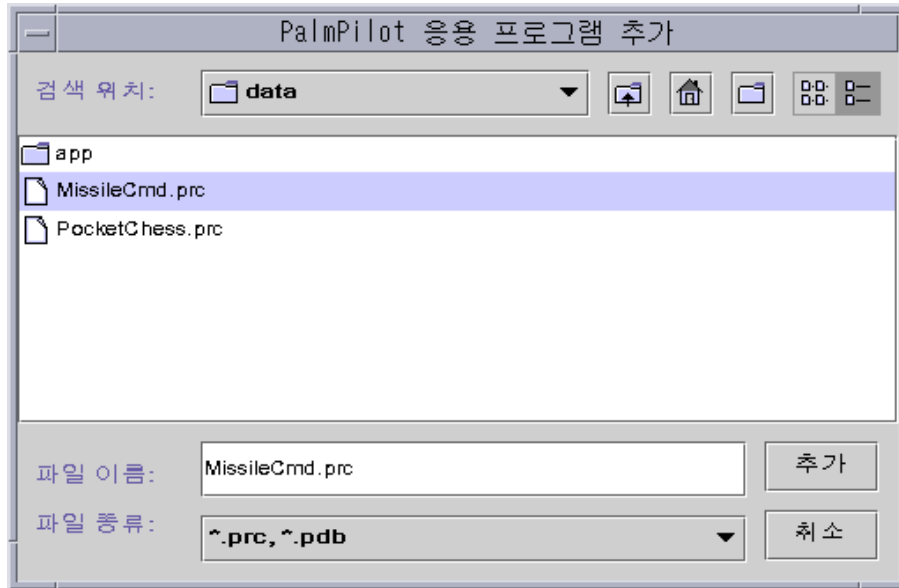 PalmPilot 응용 프로그램 추가
검색 위치: data
app
MissileCmd.prc
PocketChess.prc
파일 이름: MissileCmd.prc 추가
파일 종류: *.prc, *.pdb 취소